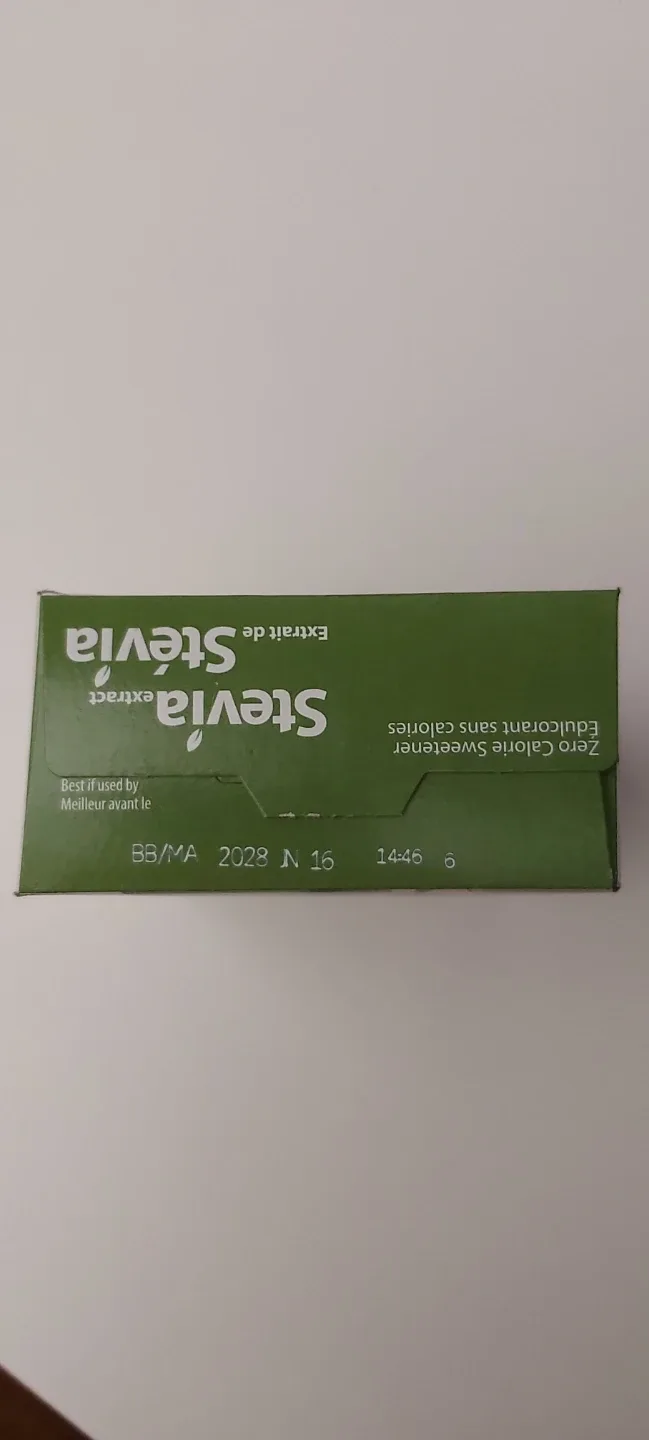 Zero Calorie Sweetener
Édulcorant sans calories
Stevia extract
Extrait de Stévia
Best if used by
Meilleur avant le
BB/MA 2028 JN 16 14:46 6